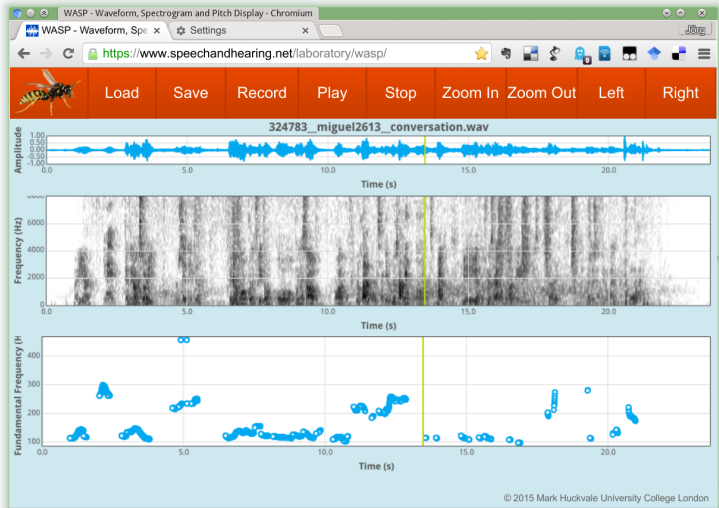 WASP - Waveform, Spectrogram and Pitch Display - Chromium
WASP - Waveform, Spe
Settings
Jörg
https://www.speechandhearing.net/laboratory/wasp/
0
Load Save Record Play Stop Zoom In Zoom Out Left Right
324783__miguel2613__conversation.wav
Amplitude
1.00
0.50
0.00
-0.50
-1.00
0.0 5.0 10.0 15.0 20.0
Time (s)
Frequency (Hz)
8000
6000
4000
2000
0
0.0 5.0 10.0 15.0 20.0
Time (s)
Fundamental Frequency (H
400
300
200
100
0.0 5.0 10.0 15.0 20.0
Time (s)
© 2015 Mark Huckvale University College London